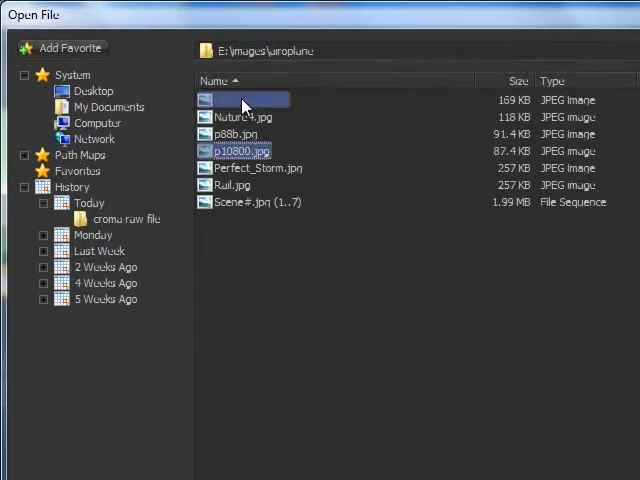 Open File
Add Favorite
E:\images\airoplane
Name Size Type
System
Desktop
My Documents
Computer
Network
Path Maps
Favorites
History
Today
croma raw file
Monday
Last Week
2 Weeks Ago
4 Weeks Ago
5 Weeks Ago
169 KB JPEG Image
Nature4.jpg 118 KB JPEG Image
p88b.jpg 91.4 KB JPEG Image
p10800.jpg 87.4 KB JPEG Image
Perfect_Storm.jpg 257 KB JPEG Image
Rail.jpg 257 KB JPEG Image
Scene#.jpg (1..7) 1.99 MB File Sequence